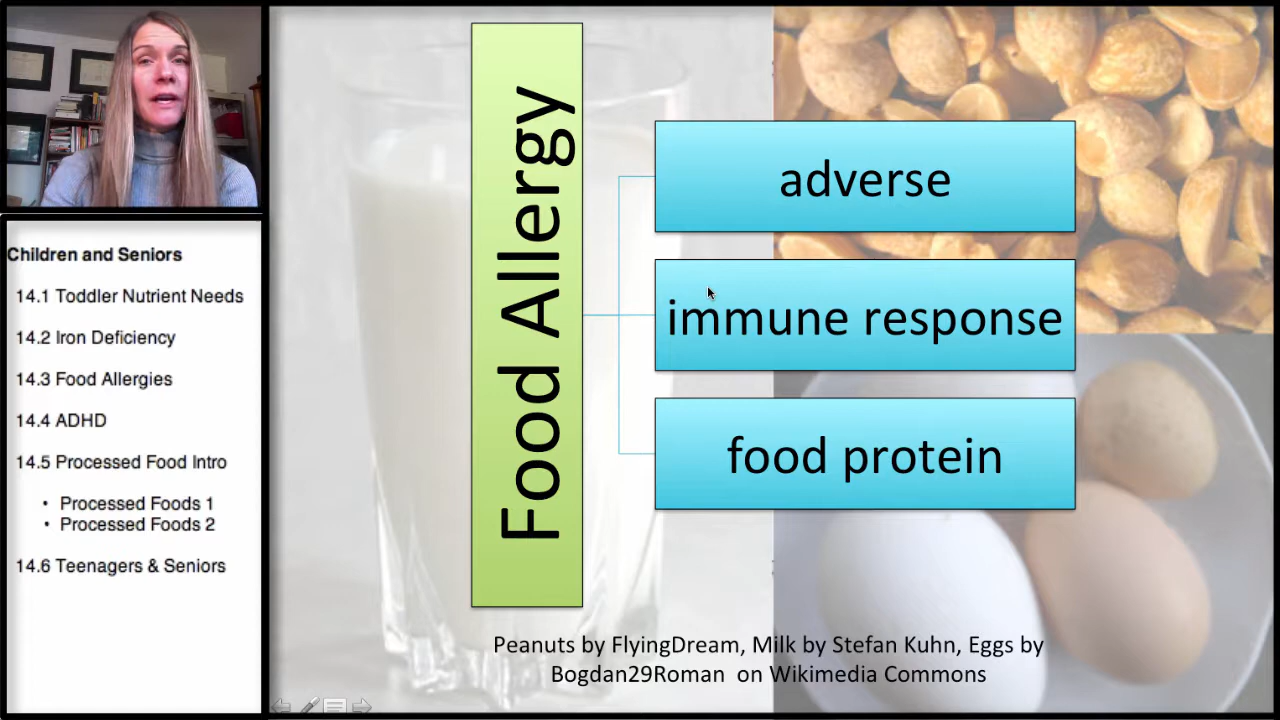 Children and Seniors
14.1 Toddler Nutrient Needs
14.2 Iron Deficiency
14.3 Food Allergies
14.4 ADHD
14.5 Processed Food Intro
• Processed Foods 1
• Processed Foods 2
14.6 Teenagers & Seniors
Food Allergy
adverse
immune response
food protein
Peanuts by FlyingDream, Milk by Stefan Kuhn, Eggs by
Bogdan29Roman on Wikimedia Commons